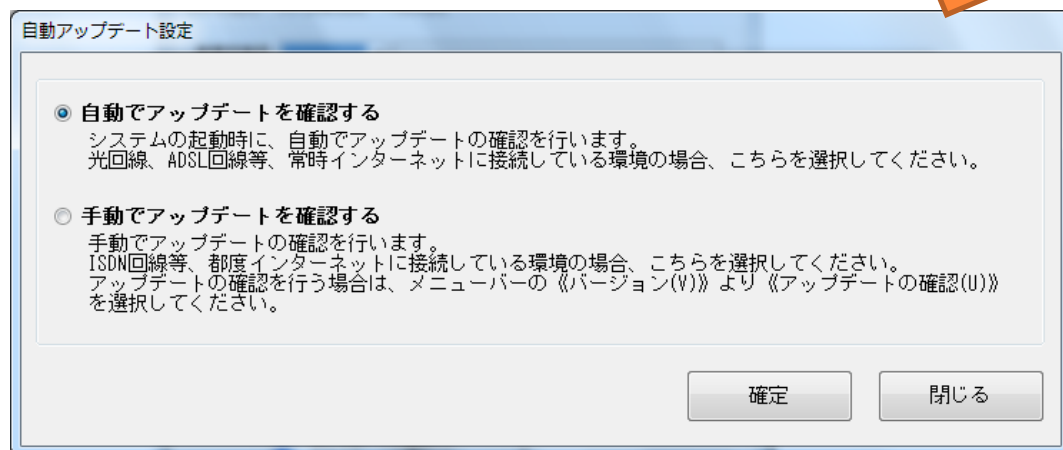 自動アップデート設定
自動でアップデートを確認する
システムの起動時に、自動でアップデートの確認を行います。
光回線、ADSL回線等、常時インターネットに接続している環境の場合、こちらを選択してください。
手動でアップデートを確認する
手動でアップデートの確認を行います。
ISDN回線等、都度インターネットに接続している環境の場合、こちらを選択してください。
アップデートの確認を行う場合は、メニューバーの《バージョン(V)》より《アップデートの確認(U)》
を選択してください。
確定
閉じる